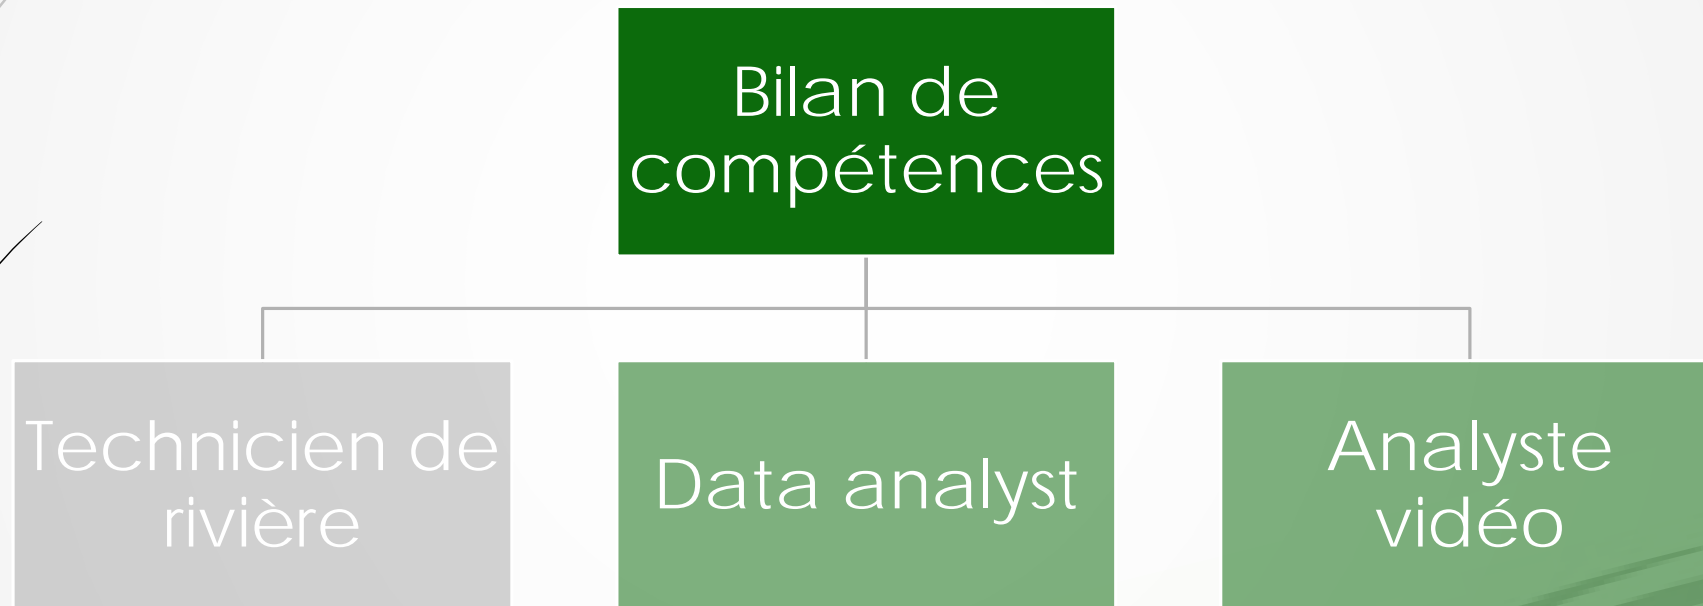 Bilan de
compétences
Technicien de
rivière
Data analyst
Analyste
vidéo